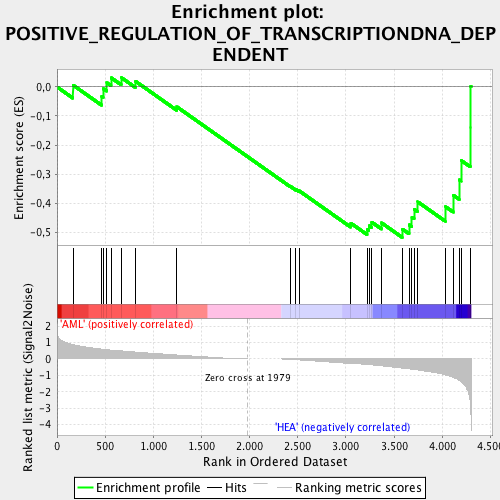 Enrichment plot:
POSITIVE_REGULATION_OF_TRANSCRIPTIONDNA_DEP
ENDENT
Enrichment score (ES)
0,0
-0,1
-0,2
-0,3
-0,4
-0,5
'AML' (positively correlated)
Ranked list metric (Signal2Noise)
2
1
0
-1
-2
-3
-4
Zero cross at 1979
'HEA' (negatively correlated)
0 500 1.000 1.500 2.000 2.500 3.000 3.500 4.000 4.500
Rank in Ordered Dataset
Enrichment profile Hits Ranking metric scores